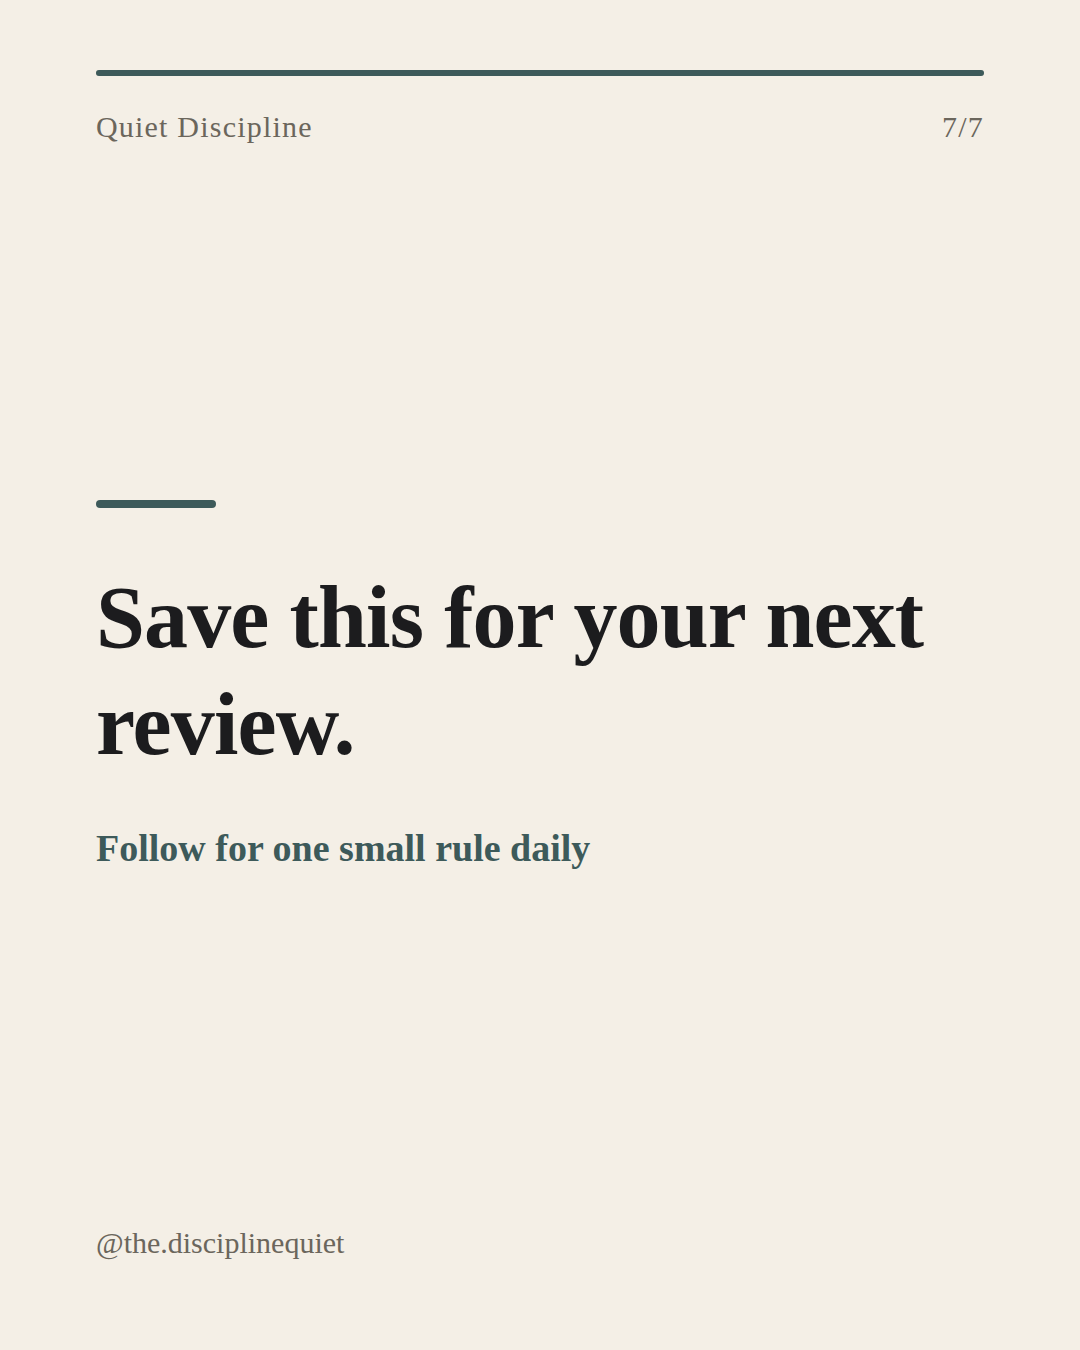 Quiet Discipline
7/7
Save this for your next
review.
Follow for one small rule daily
@the.disciplinequiet